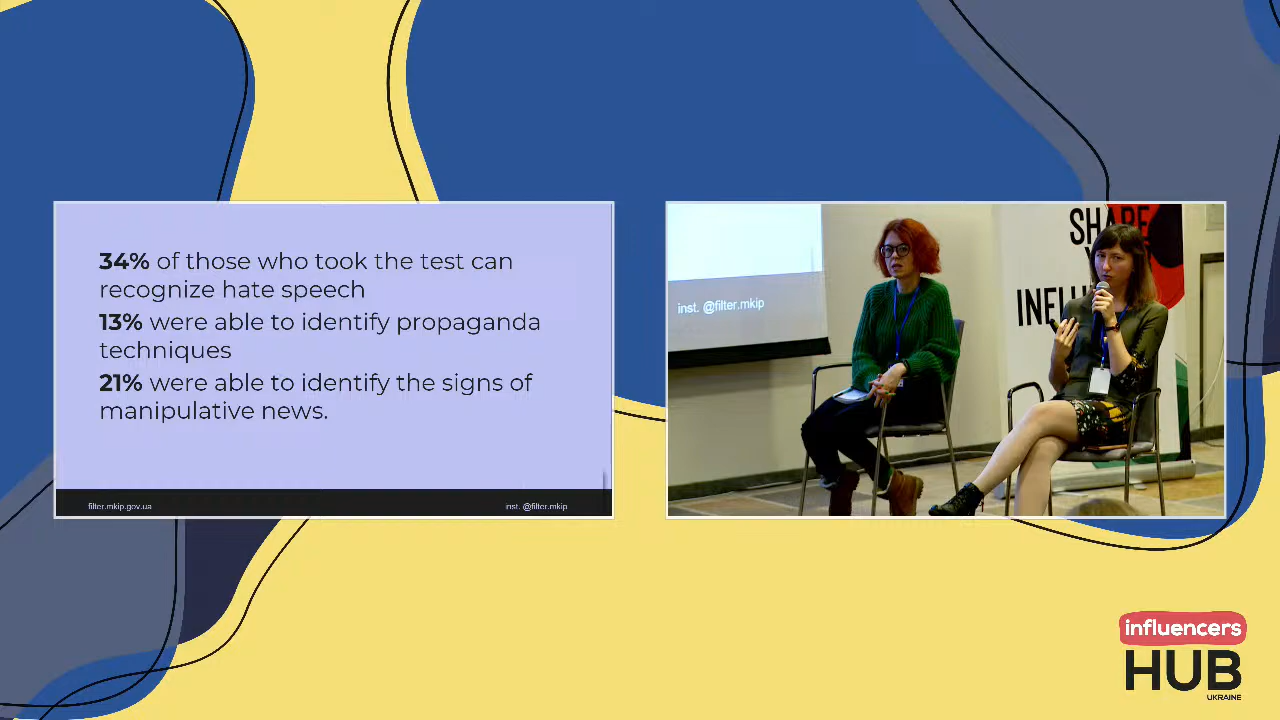 34% of those who took the test can
recognize hate speech
13% were able to identify propaganda
techniques
21% were able to identify the signs of
manipulative news.
filter.mkip.gov.ua
inst. @filter.mkip
inst. @filter.mkip
SHARE
influencers
HUB
UKRAINE